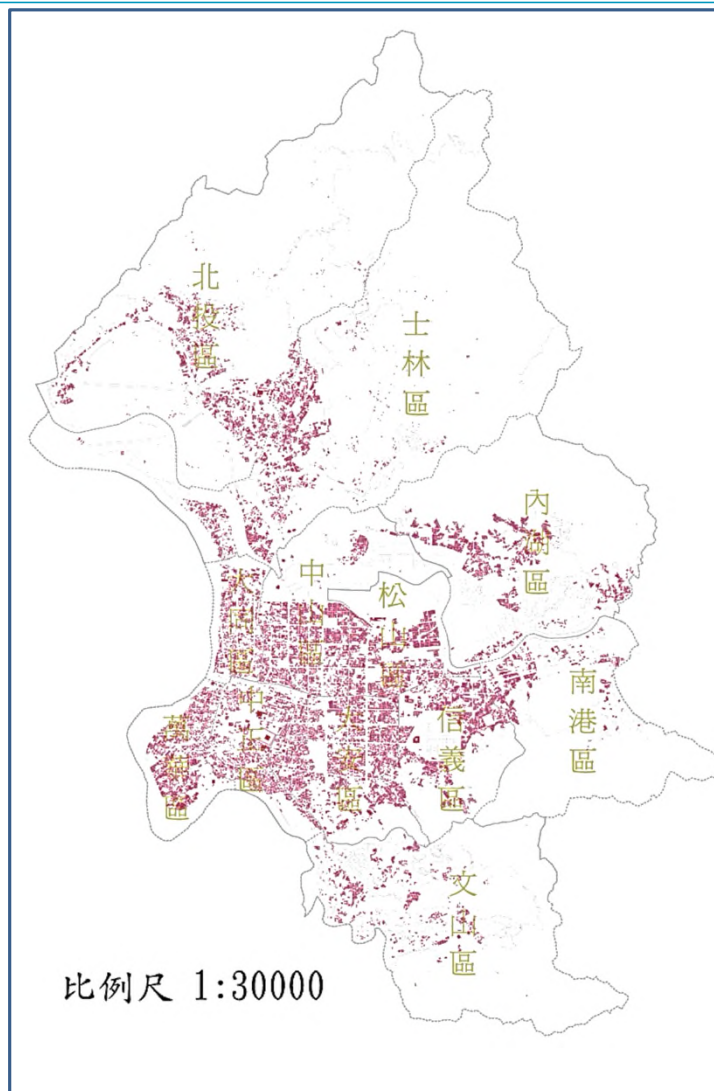 北投區
士林區
內湖區
中山區
松山區
大同區
南港區
信義區
大安區
中正區
萬華區
文山區
比例尺 1:30000